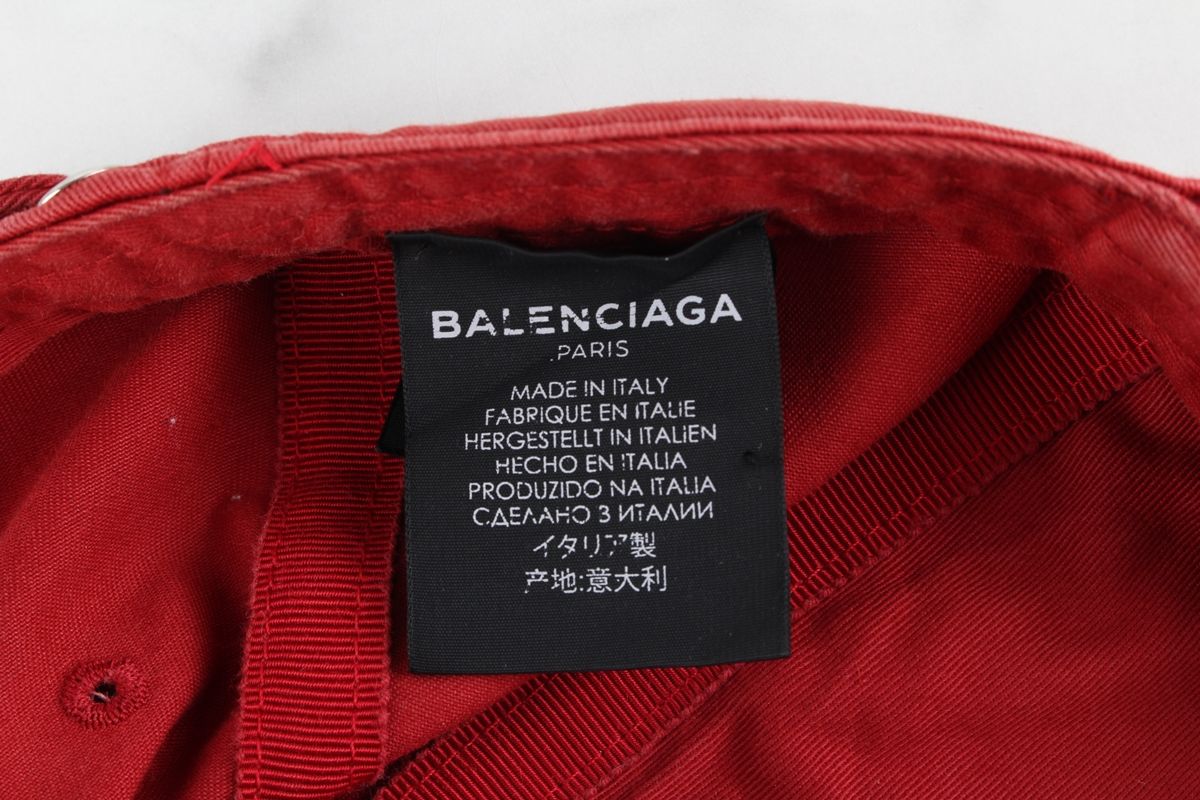 BALENCIAGA
.PARIS
MADE IN ITALY
FABRIQUE EN ITALIE
HERGESTELLT IN ITALIEN
HECHO EN ITALIA
PRODUZIDO NA ITALIA
СДЕЛАНО З ИТАЛИИ
イタリア製
产地:意大利